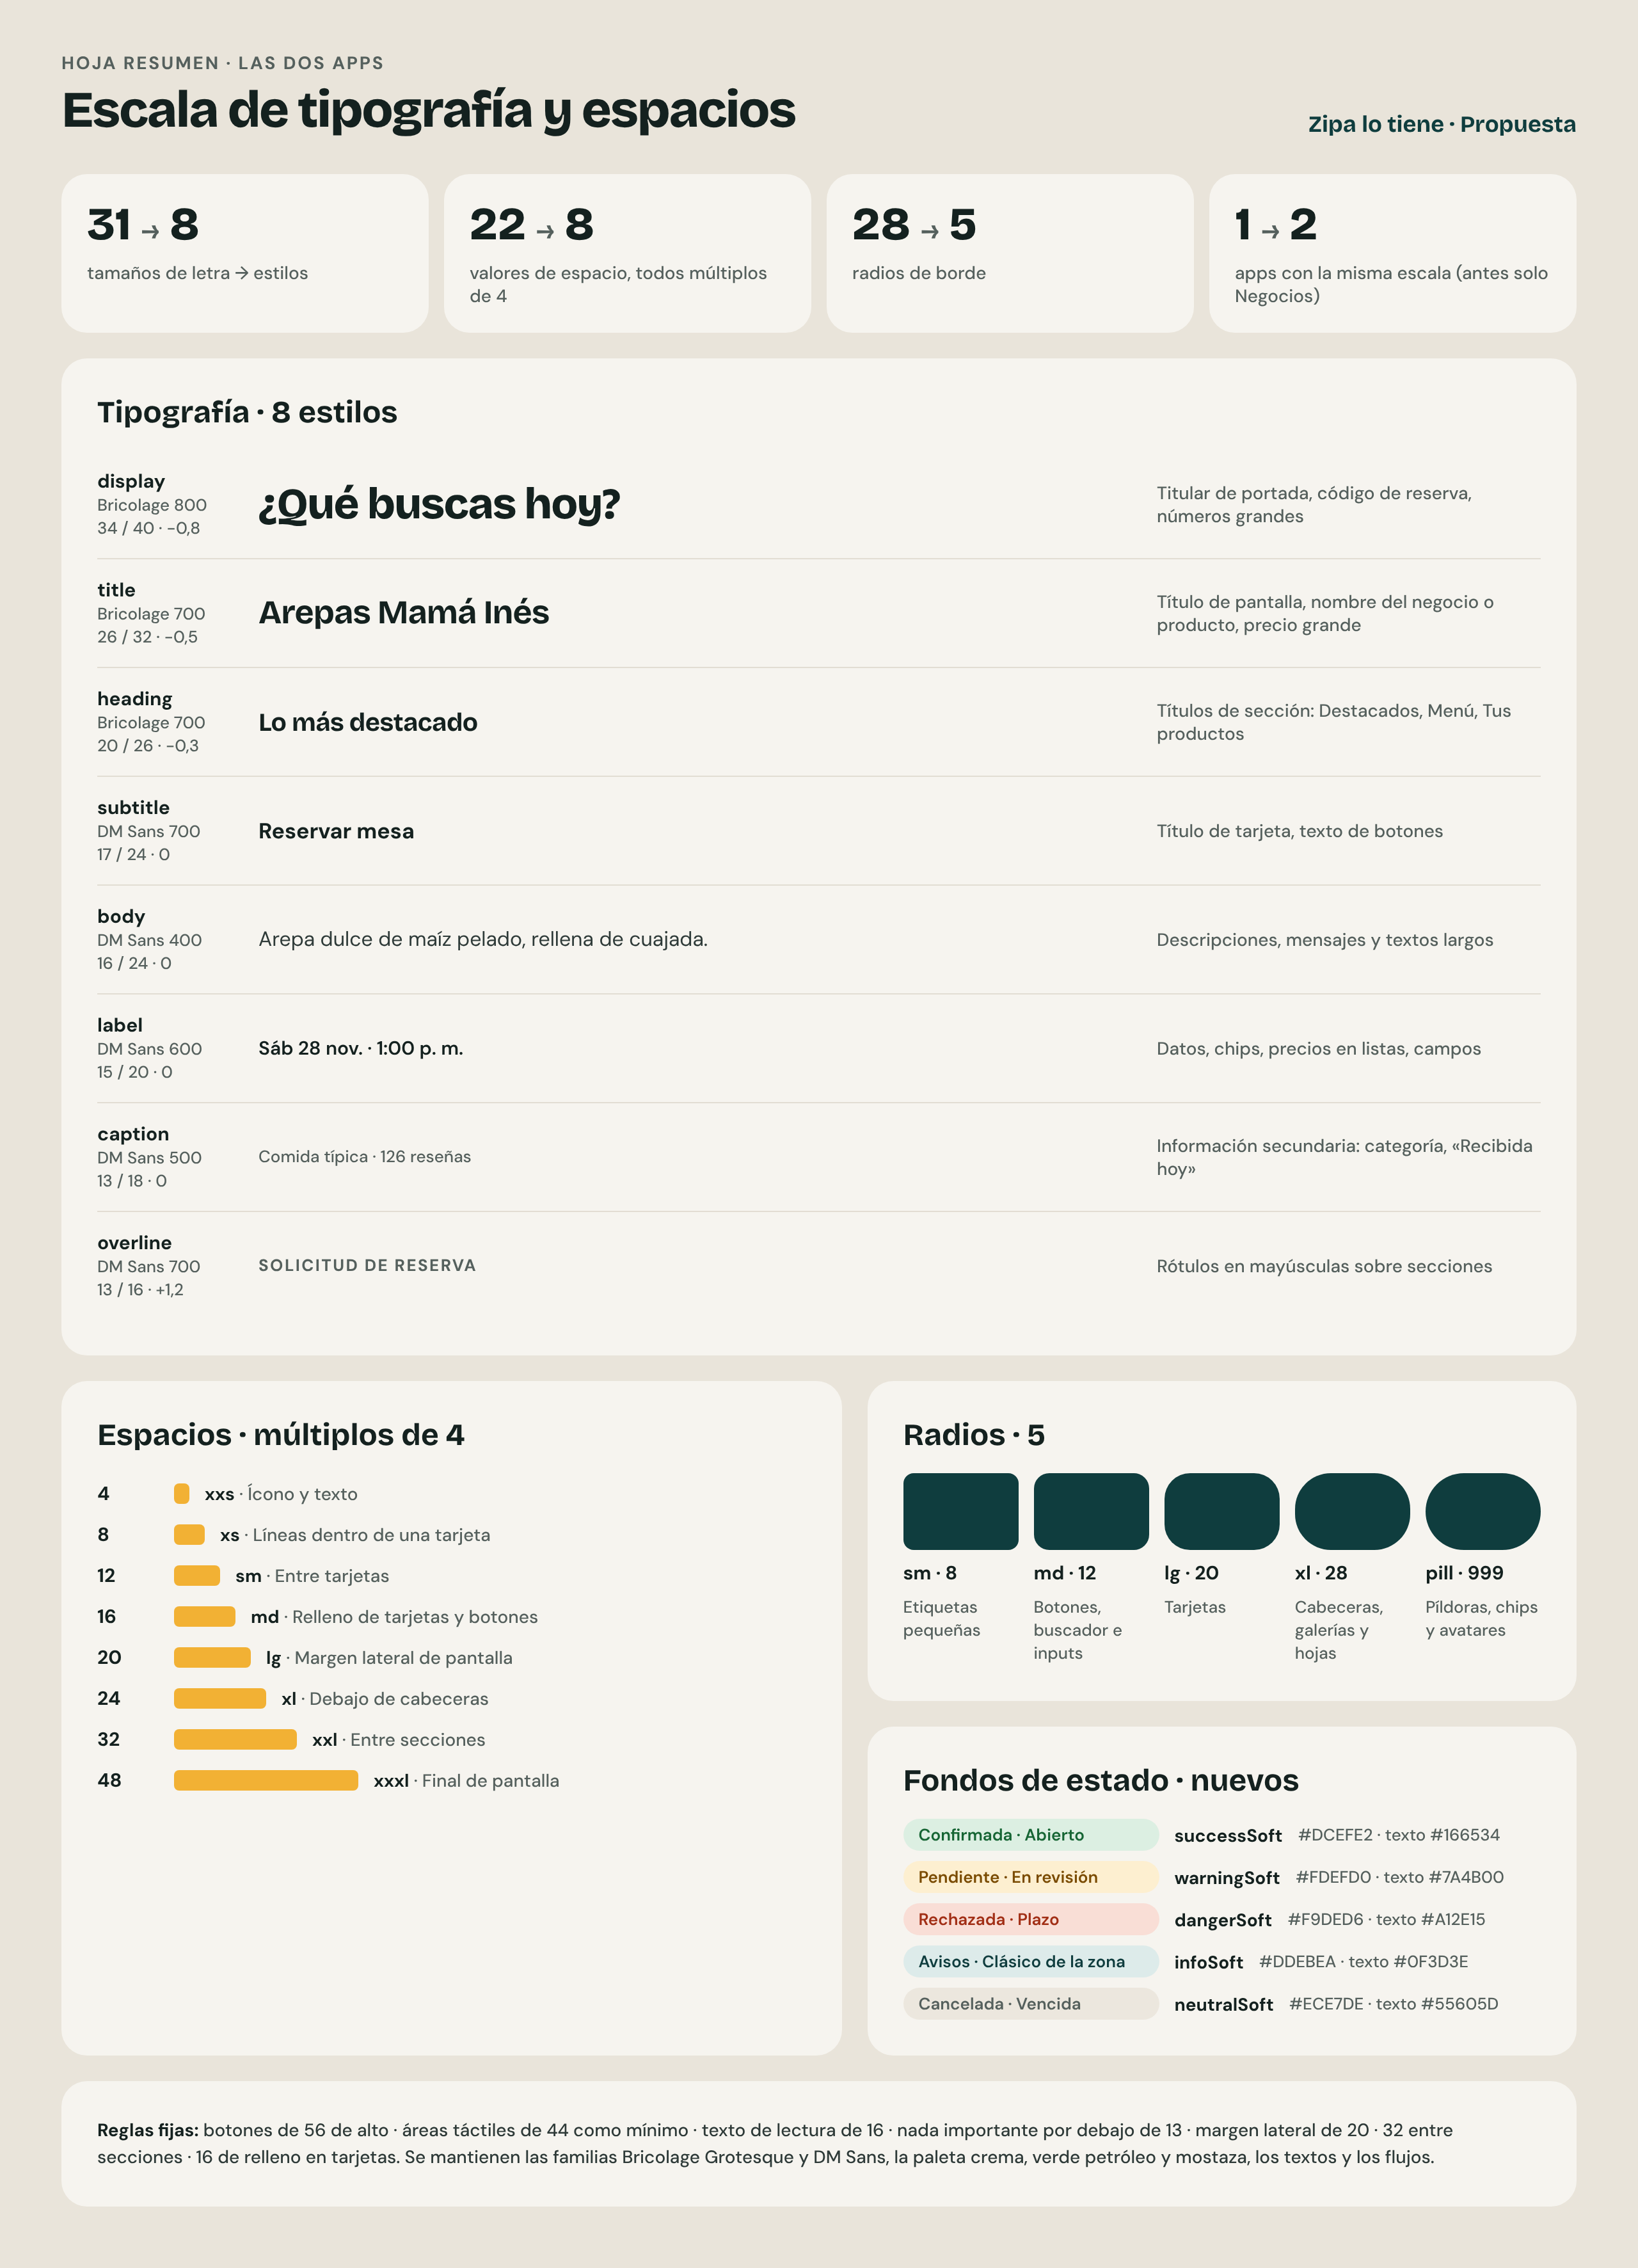 HOJA RESUMEN · LAS DOS APPS
Escala de tipografía y espacios
Zipa lo tiene · Propuesta
31 → 8
tamaños de letra → estilos
22 → 8
valores de espacio, todos múltiplos
de 4
28 → 5
radios de borde
1 → 2
apps con la misma escala (antes solo
Negocios)
Tipografía · 8 estilos
display
Bricolage 800
34 / 40 · -0,8
¿Qué buscas hoy?
Titular de portada, código de reserva,
números grandes
title
Bricolage 700
26 / 32 · -0,5
Arepas Mamá Inés
Título de pantalla, nombre del negocio o
producto, precio grande
heading
Bricolage 700
20 / 26 · -0,3
Lo más destacado
Títulos de sección: Destacados, Menú, Tus
productos
subtitle
DM Sans 700
17 / 24 · 0
Reservar mesa
Título de tarjeta, texto de botones
body
DM Sans 400
16 / 24 · 0
Arepa dulce de maíz pelado, rellena de cuajada.
Descripciones, mensajes y textos largos
label
DM Sans 600
15 / 20 · 0
Sáb 28 nov. · 1:00 p. m.
Datos, chips, precios en listas, campos
caption
DM Sans 500
13 / 18 · 0
Comida típica · 126 reseñas
Información secundaria: categoría, «Recibida
hoy»
overline
DM Sans 700
13 / 16 · +1,2
SOLICITUD DE RESERVA
Rótulos en mayúsculas sobre secciones
Espacios · múltiplos de 4
4 xxs · Ícono y texto
8 xs · Líneas dentro de una tarjeta
12 sm · Entre tarjetas
16 md · Relleno de tarjetas y botones
20 lg · Margen lateral de pantalla
24 xl · Debajo de cabeceras
32 xxl · Entre secciones
48 xxxl · Final de pantalla
Radios · 5
sm · 8
Etiquetas
pequeñas
md · 12
Botones,
buscador e
inputs
lg · 20
Tarjetas
xl · 28
Cabeceras,
galerías y
hojas
pill · 999
Píldoras, chips
y avatares
Fondos de estado · nuevos
Confirmada · Abierto successSoft #DCEFE2 · texto #166534
Pendiente · En revisión warningSoft #FDEFD0 · texto #7A4B00
Rechazada · Plazo dangerSoft #F9DED6 · texto #A12E15
Avisos · Clásico de la zona infoSoft #DDEBEA · texto #0F3D3E
Cancelada · Vencida neutralSoft #ECE7DE · texto #55605D
Reglas fijas: botones de 56 de alto · áreas táctiles de 44 como mínimo · texto de lectura de 16 · nada importante por debajo de 13 · margen lateral de 20 · 32 entre
secciones · 16 de relleno en tarjetas. Se mantienen las familias Bricolage Grotesque y DM Sans, la paleta crema, verde petróleo y mostaza, los textos y los flujos.